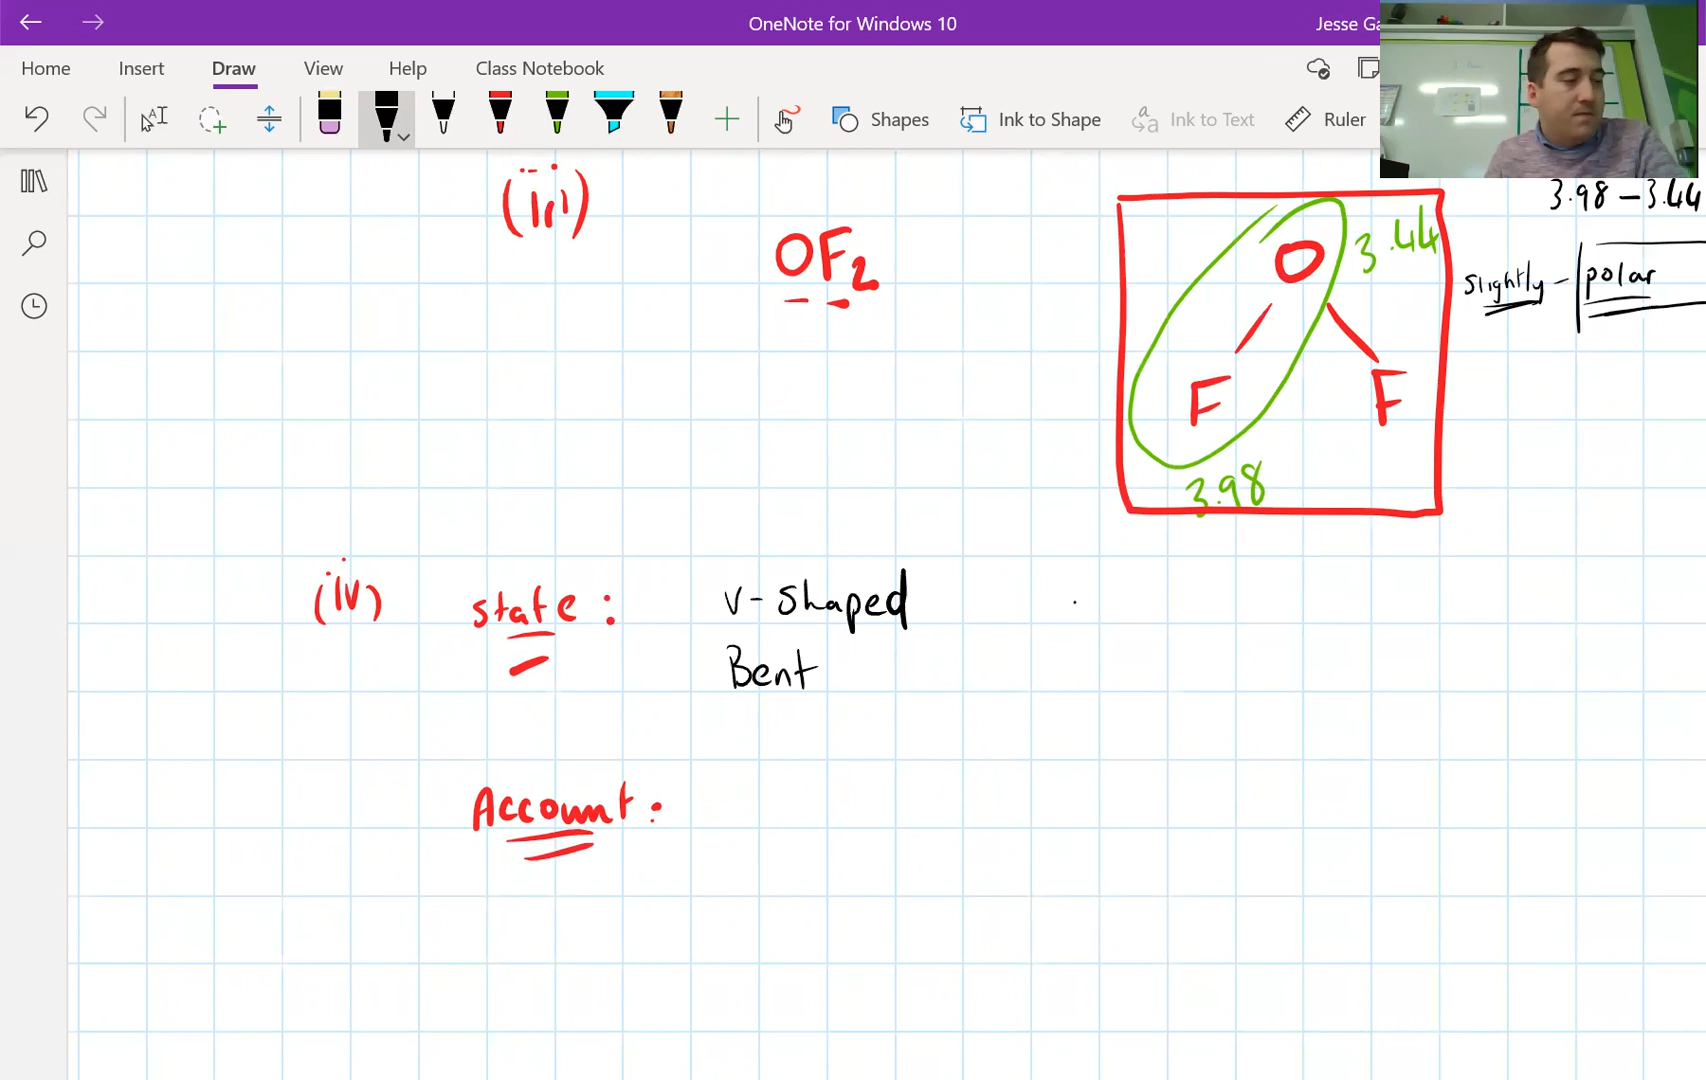 OneNote for Windows 10
Jesse Ga
Home Insert Draw View Help Class Notebook
Shapes Ink to Shape Ink to Text Ruler
(iii)
OF2
O 3.44
F F
3.98
3.98 – 3.44
slightly – polar
(iv) state: v-shaped
Bent
Account: